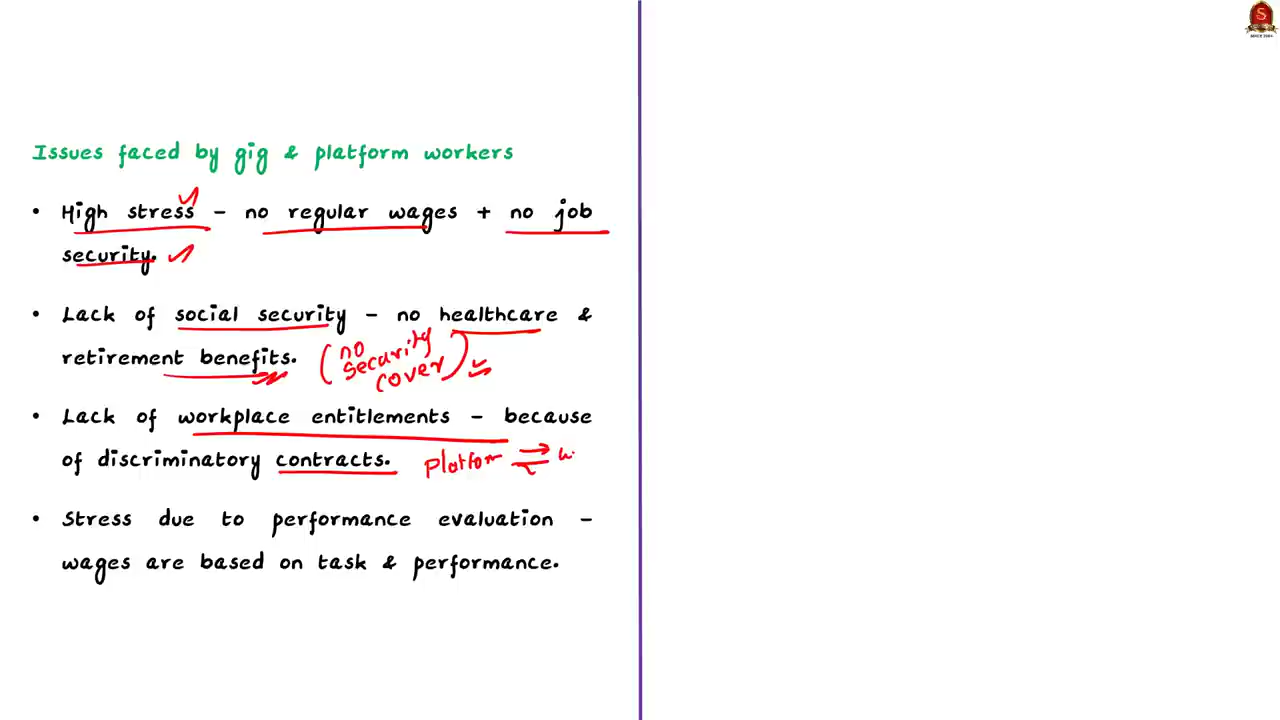 Issues faced by gig & platform workers
• High stress - no regular wages + no job
security.
• Lack of social security - no healthcare &
retirement benefits. (no security cover)
• Lack of workplace entitlements - because
of discriminatory contracts. Platform
• Stress due to performance evaluation -
wages are based on task & performance.
S
SINCE 2004